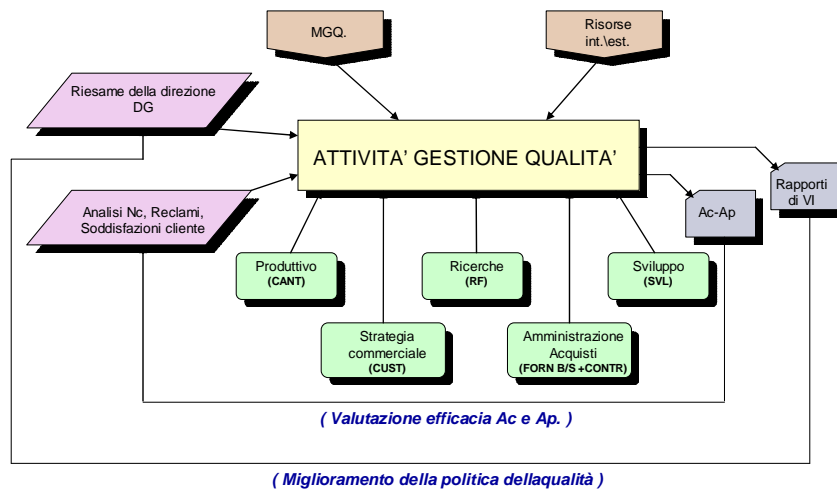 MGQ.
Risorse
int.\est.
Riesame della direzione
DG
ATTIVITA' GESTIONE QUALITA'
Rapporti
di VI
Analisi Nc, Reclami,
Soddisfazioni cliente
Ac-Ap
Produttivo
(CANT)
Ricerche
(RF)
Sviluppo
(SVL)
Strategia
commerciale
(CUST)
Amministrazione
Acquisti
(FORN B/S +CONTR)
( Valutazione efficacia Ac e Ap. )
( Miglioramento della politica dellaqualità )